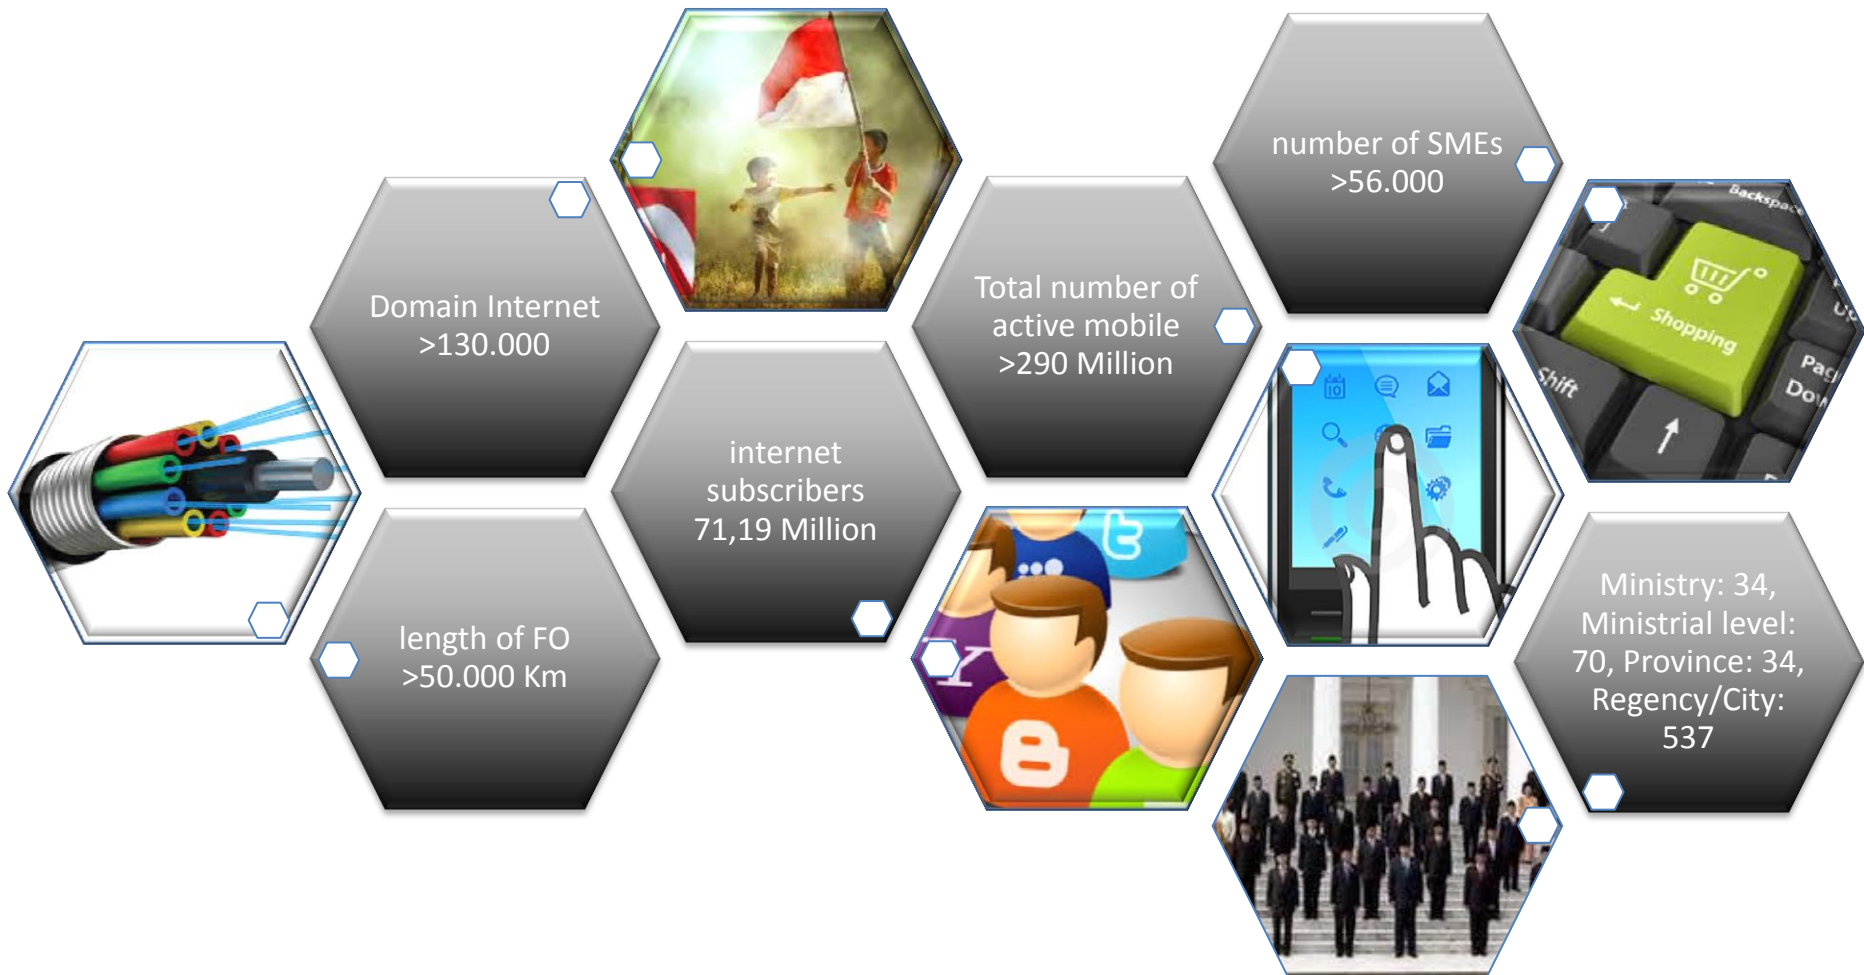 Domain Internet
>130.000
length of FO
>50.000 Km
internet
subscribers
71,19 Million
Total number of
active mobile
>290 Million
number of SMEs
>56.000
Backspace
Shopping
Shift
Ministry: 34,
Ministrial level:
70, Province: 34,
Regency/City:
537
10
Y